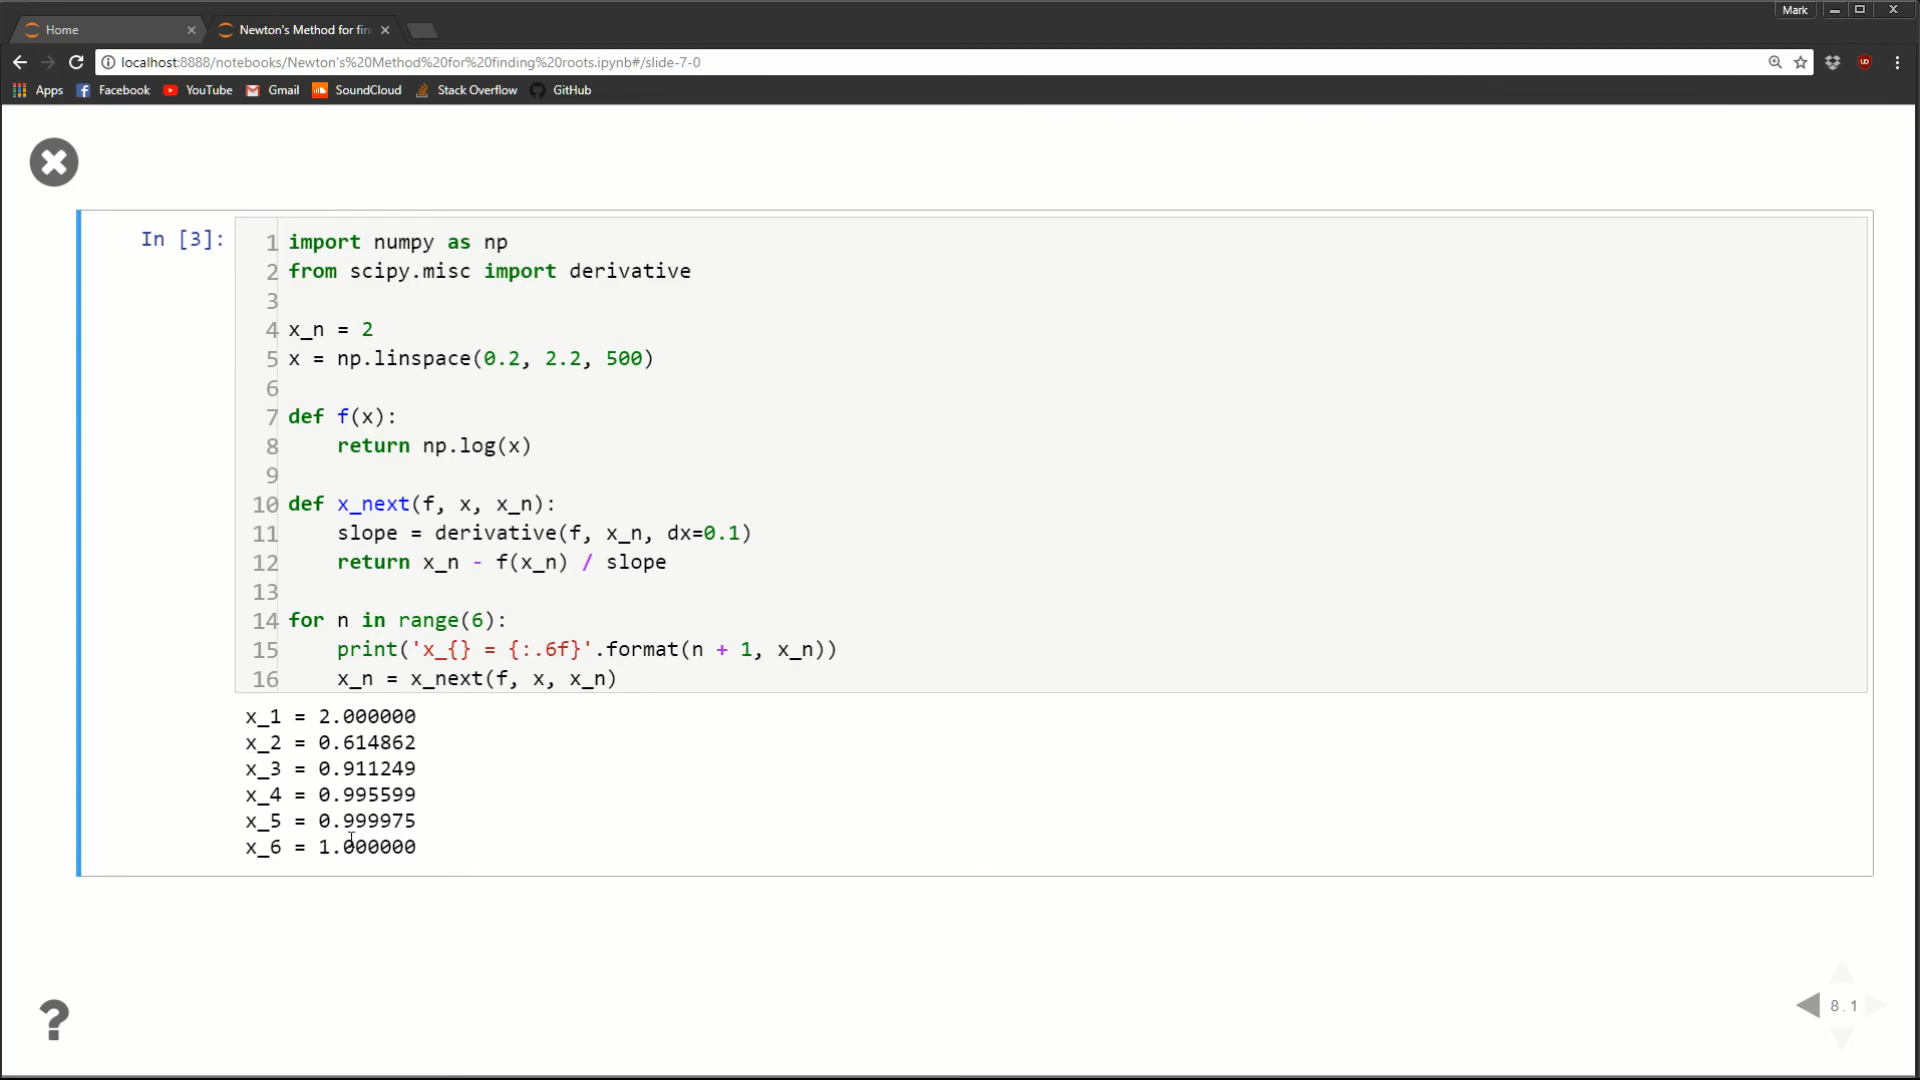 Mark
Home
Newton's Method for fin
localhost:8888/notebooks/Newton's%20Method%20for%20finding%20roots.ipynb#/slide-7-0
Apps Facebook YouTube Gmail SoundCloud Stack Overflow GitHub
In [3]:
1 import numpy as np
2 from scipy.misc import derivative
3
4 x_n = 2
5 x = np.linspace(0.2, 2.2, 500)
6
7 def f(x):
8     return np.log(x)
9
10 def x_next(f, x, x_n):
11     slope = derivative(f, x_n, dx=0.1)
12     return x_n - f(x_n) / slope
13
14 for n in range(6):
15     print('x_{} = {:.6f}'.format(n + 1, x_n))
16     x_n = x_next(f, x, x_n)
x_1 = 2.000000
x_2 = 0.614862
x_3 = 0.911249
x_4 = 0.995599
x_5 = 0.999975
x_6 = 1.000000
?
8.1